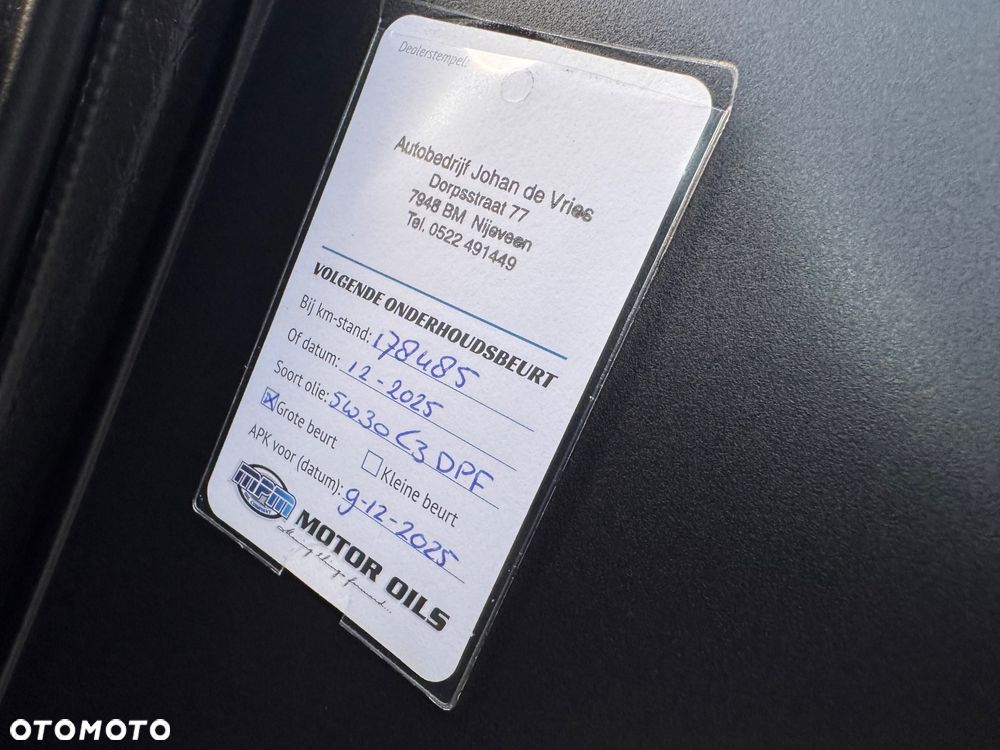 Dealerstempel:
Autobedrijf Johan de Vries
Dorpsstraat 77
7948 BM Nijeveen
Tel. 0522 491449
VOLGENDE ONDERHOUDSBEURT
Bij km-stand: 178485
Of datum: 12-2025
Soort olie: 5W30 C3 DPF
Grote beurt
Kleine beurt
APK voor (datum): 9-12-2025
MPM
MOTOR OILS
OTOMOTO